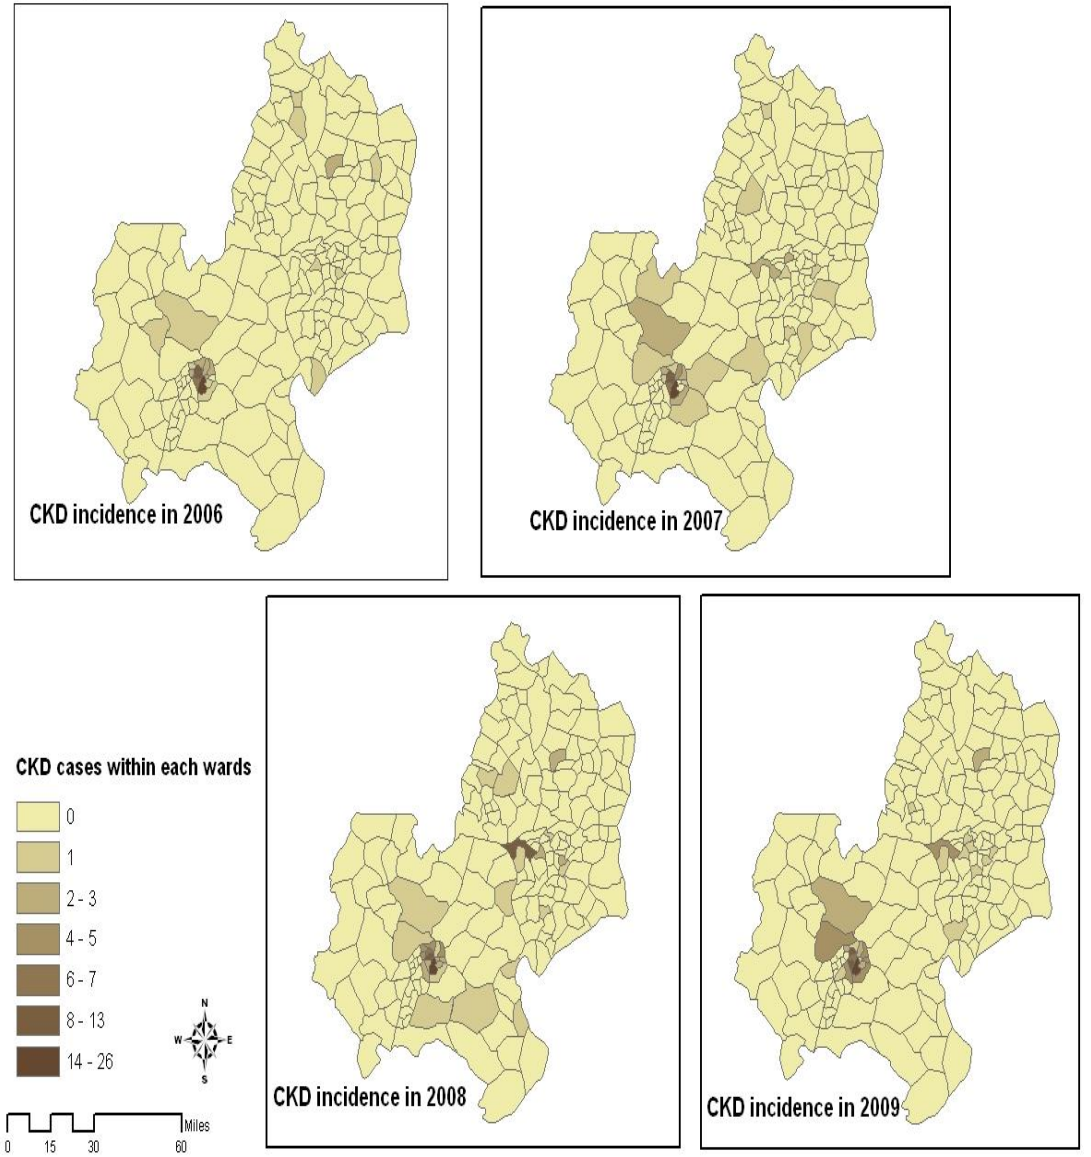 CKD incidence in 2006
CKD incidence in 2007
CKD cases within each wards
0
1
2 - 3
4 - 5
6 - 7
8 - 13
14 - 26
N
W E
S
Miles
0 15 30 60
CKD incidence in 2008
CKD incidence in 2009